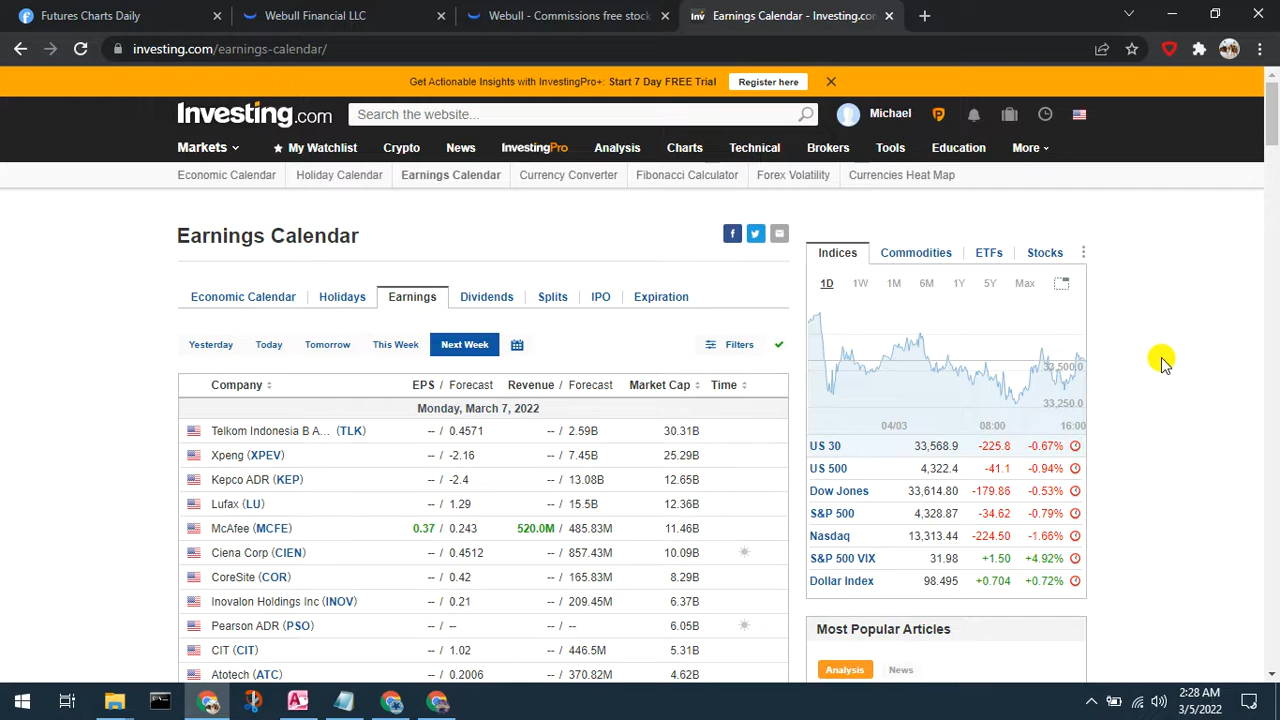 Futures Charts Daily
Webull Financial LLC
Webull - Commissions free stock
Inv Earnings Calendar - Investing.com
investing.com/earnings-calendar/
Get Actionable Insights with InvestingPro+: Start 7 Day FREE Trial Register here
Investing.com Search the website... Michael
Markets My Watchlist Crypto News InvestingPro Analysis Charts Technical Brokers Tools Education More
Economic Calendar Holiday Calendar Earnings Calendar Currency Converter Fibonacci Calculator Forex Volatility Currencies Heat Map
Earnings Calendar
Economic Calendar Holidays Earnings Dividends Splits IPO Expiration
Yesterday Today Tomorrow This Week Next Week Filters
Company EPS / Forecast Revenue / Forecast Market Cap Time
Monday, March 7, 2022
Telkom Indonesia B A... (TLK) -- / 0.4571 -- / 2.59B 30.31B
Xpeng (XPEV) -- / -2.16 -- / 7.45B 25.29B
Kepco ADR (KEP) -- / -2.4 -- / 13.08B 12.65B
Lufax (LU) -- / 1.29 -- / 15.5B 12.36B
McAfee (MCFE) 0.37 / 0.243 520.0M / 485.83M 11.46B
Ciena Corp (CIEN) -- / 0.4512 -- / 857.43M 10.09B
CoreSite (COR) -- / 0.42 -- / 165.83M 8.29B
Inovalon Holdings Inc (INOV) -- / 0.21 -- / 209.45M 6.37B
Pearson ADR (PSO) -- / -- -- / -- 6.05B
CIT (CIT) -- / 1.02 -- / 446.5M 5.31B
Atotech (ATC) -- / 0.2006 -- / 370.82M 4.62B
Indices Commodities ETFs Stocks
1D 1W 1M 6M 1Y 5Y Max
33,500.0
33,250.0
04/03 08:00 16:00
US 30 33,568.9 -225.8 -0.67%
US 500 4,322.4 -41.1 -0.94%
Dow Jones 33,614.80 -179.86 -0.53%
S&P 500 4,328.87 -34.62 -0.79%
Nasdaq 13,313.44 -224.50 -1.66%
S&P 500 VIX 31.98 +1.50 +4.92%
Dollar Index 98.495 +0.704 +0.72%
Most Popular Articles
Analysis News
2:28 AM
3/5/2022